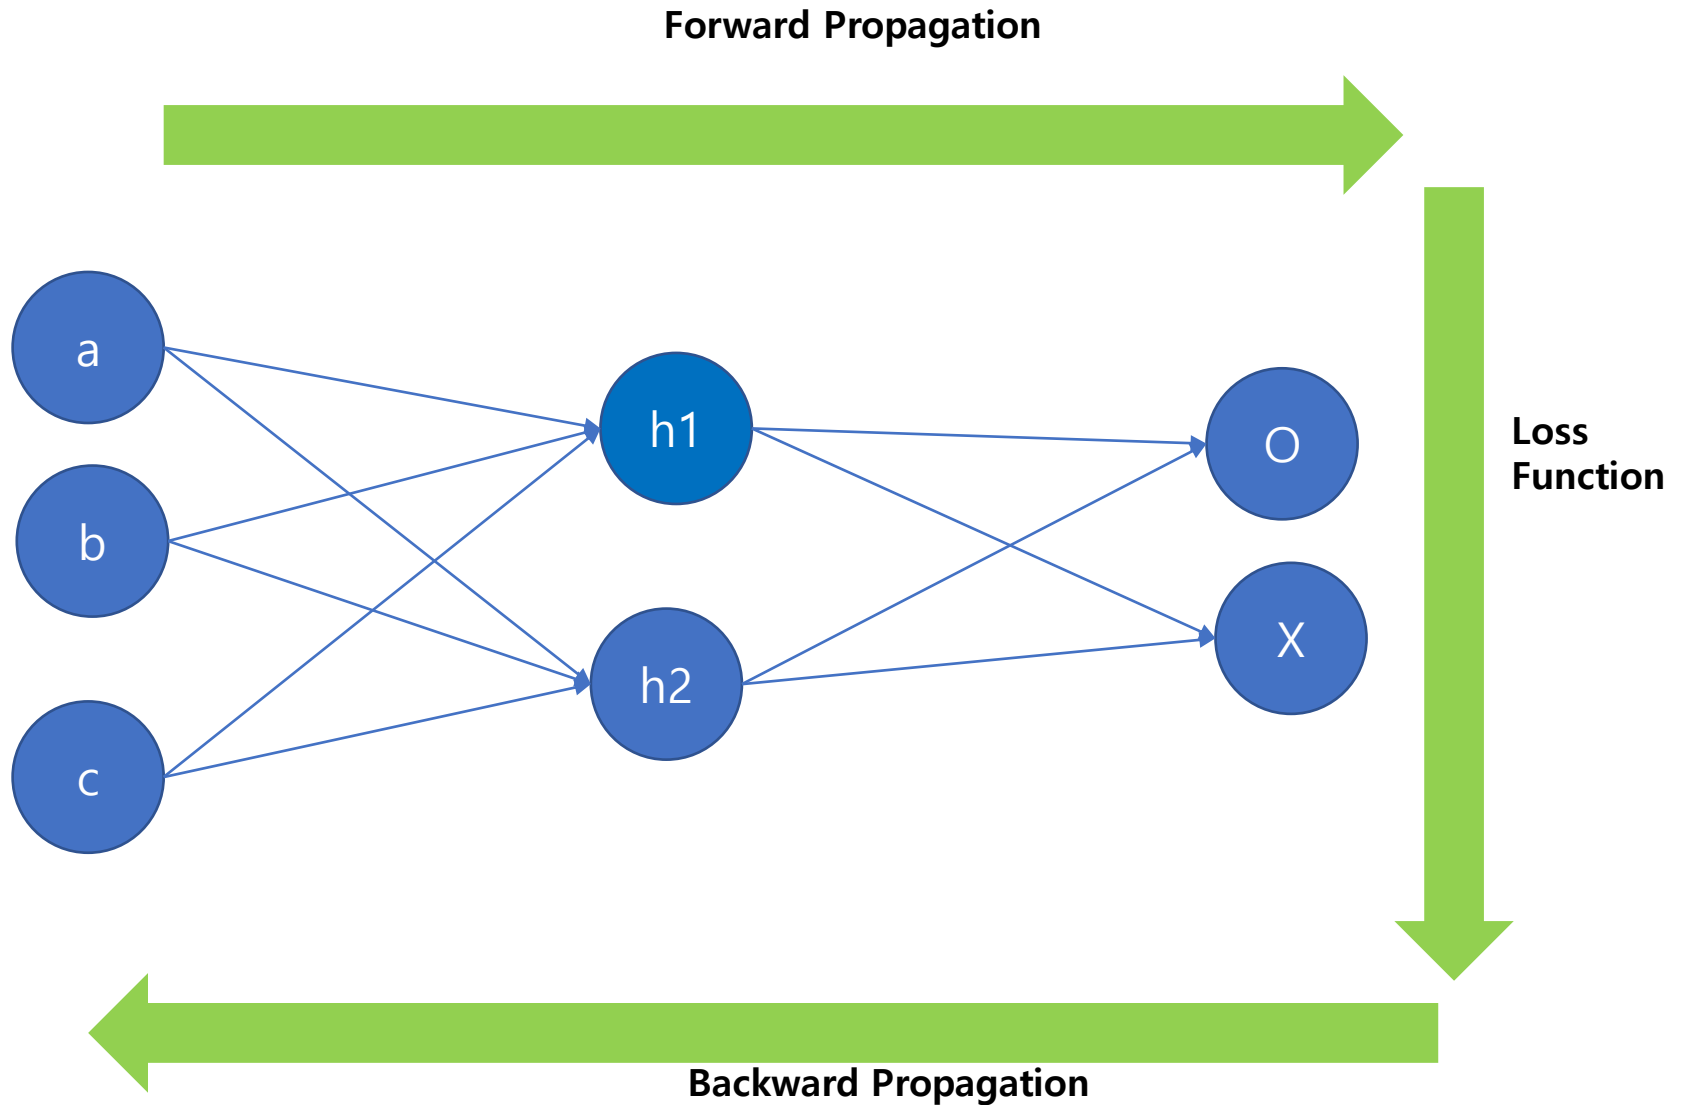 Forward Propagation
a
h1
O
Loss
Function
b
X
h2
c
Backward Propagation